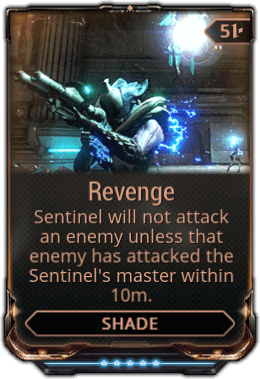 51
Revenge
Sentinel will not attack
an enemy unless that
enemy has attacked the
Sentinel's master within
10m.
SHADE